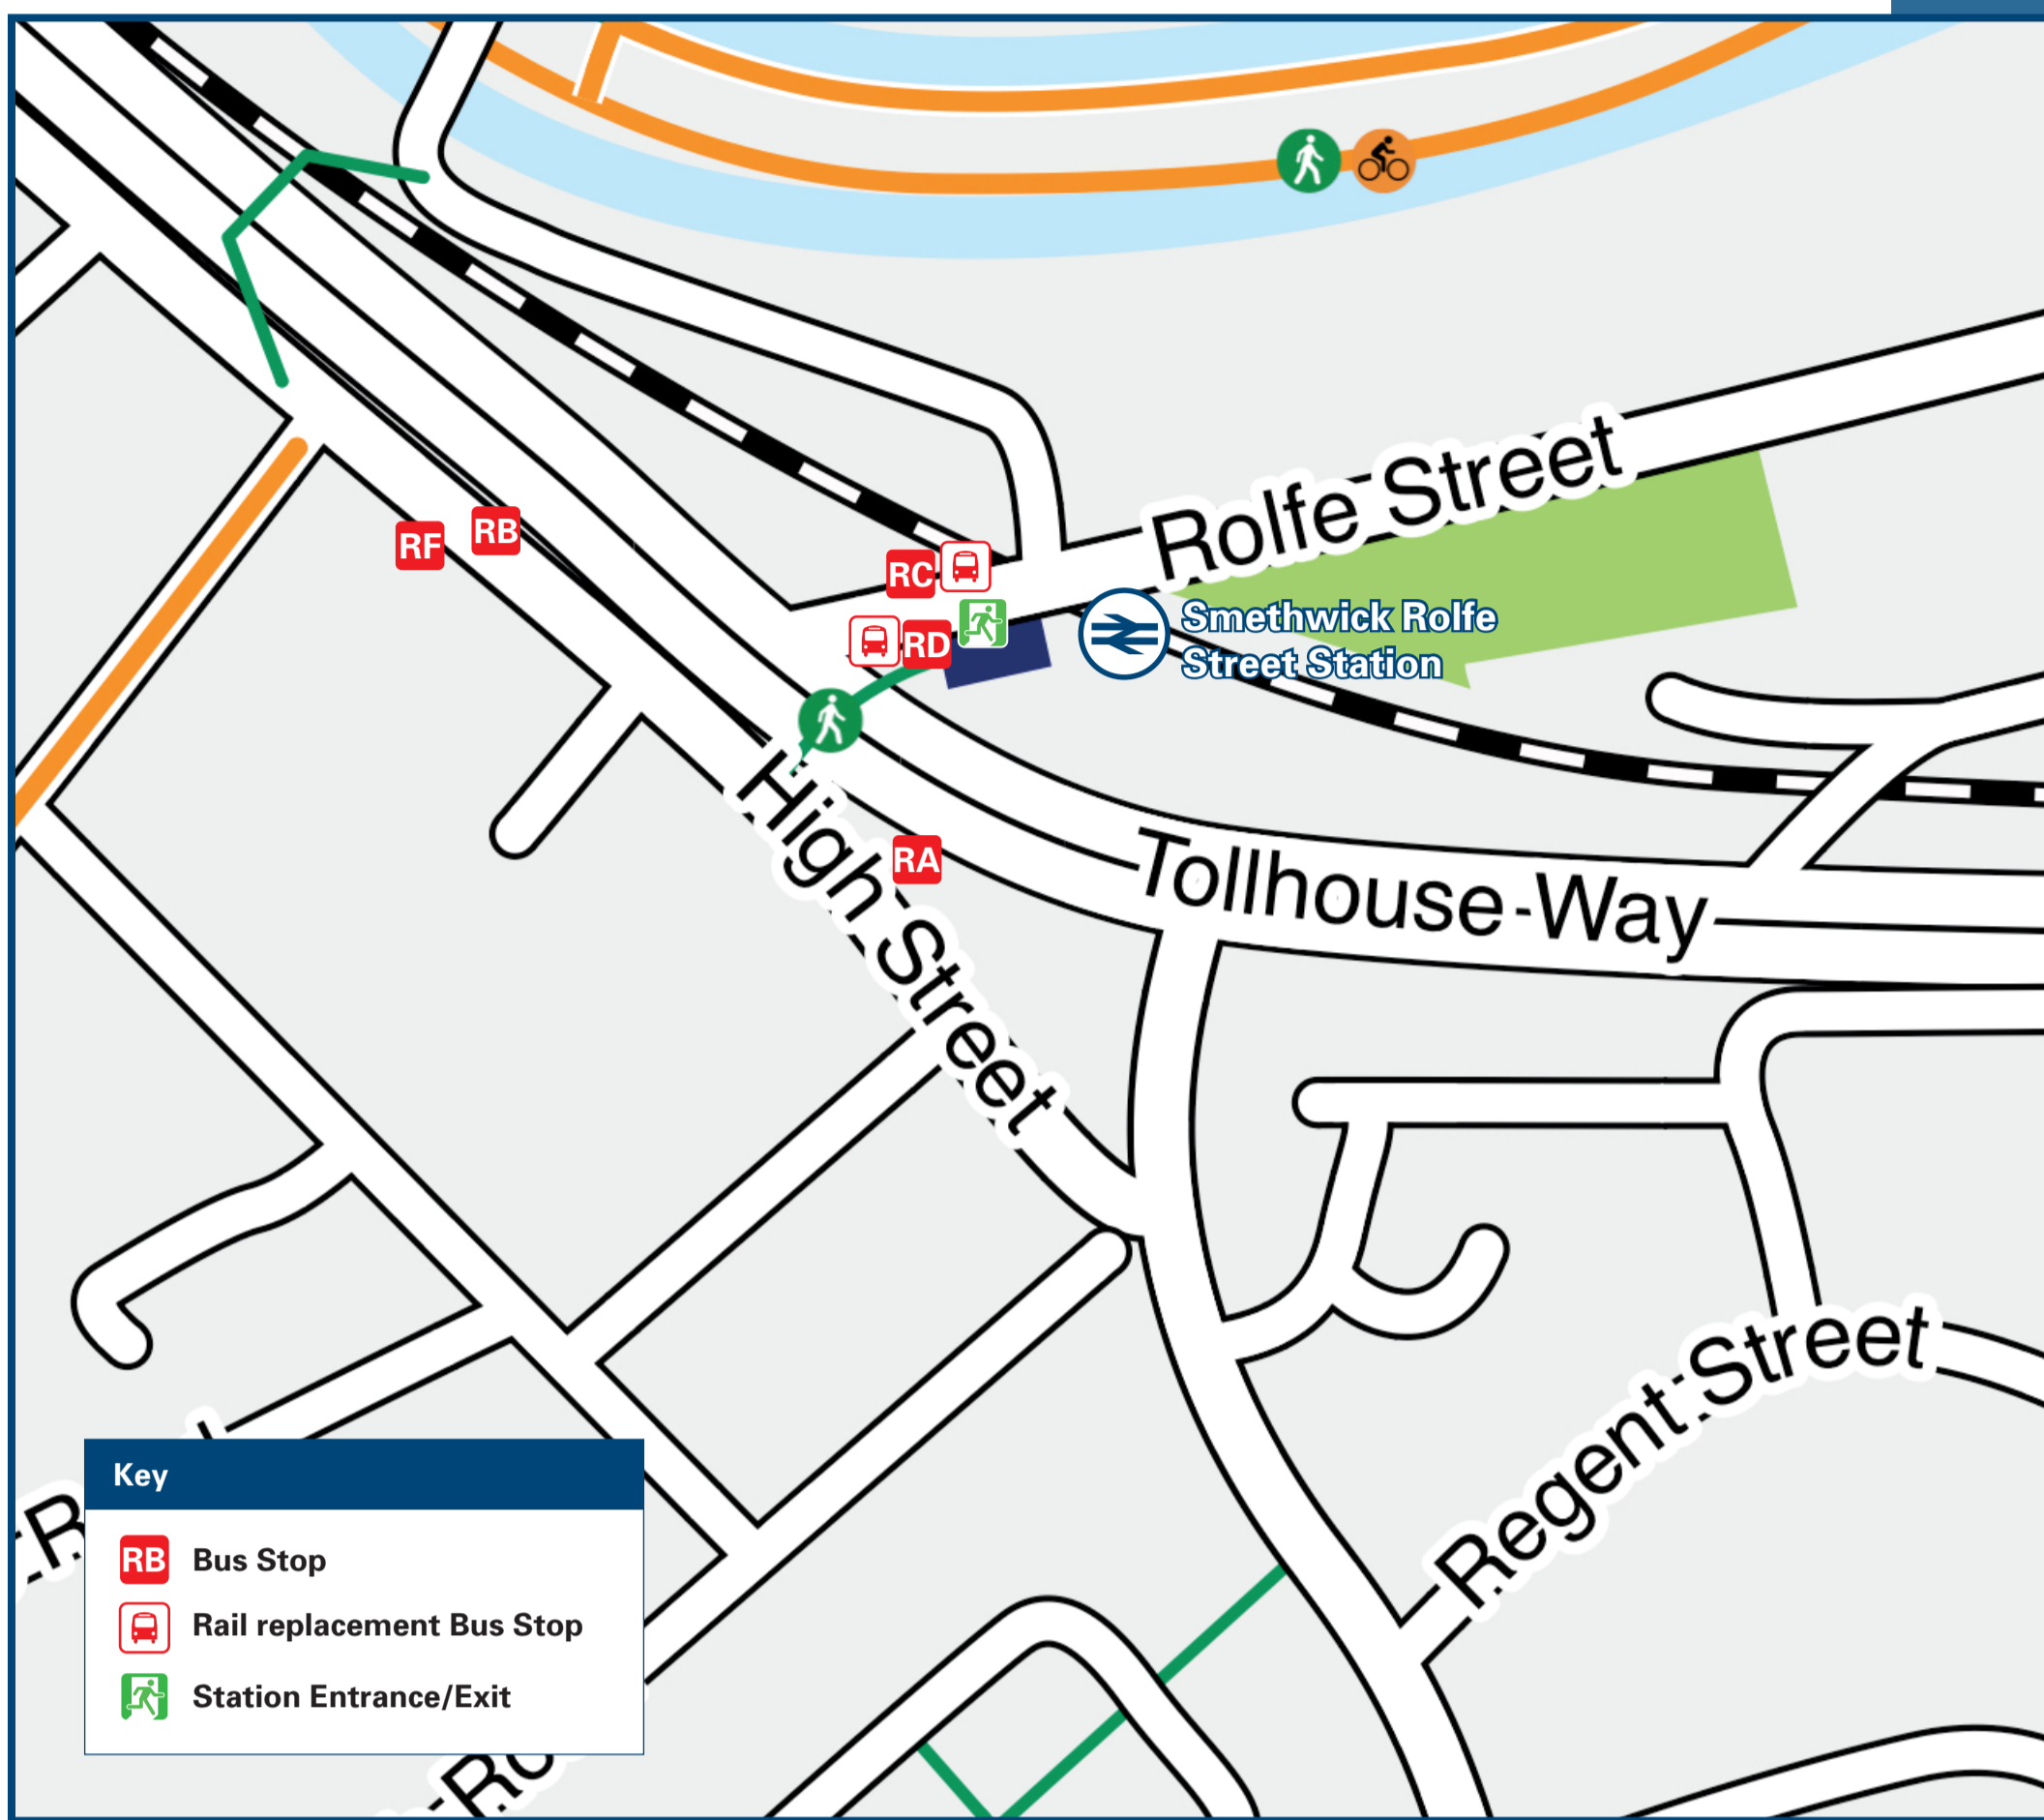 Rolfe Street
RF
RB
RC
RD
Smethwick Rolfe
Street Station
High Street
RA
Tollhouse Way
Regent Street
Key
RB Bus Stop
Rail replacement Bus Stop
Station Entrance/Exit